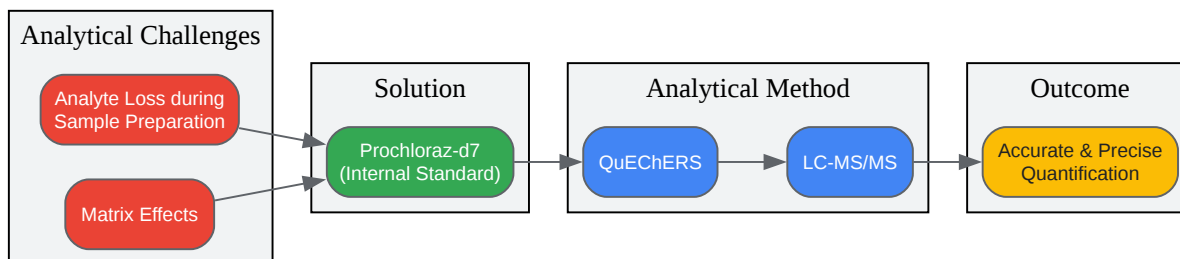 Analytical Challenges
Analyte Loss during
Sample Preparation
Matrix Effects
Solution
Prochloraz-d7
(Internal Standard)
Analytical Method
QuEChERS
LC-MS/MS
Outcome
Accurate & Precise
Quantification